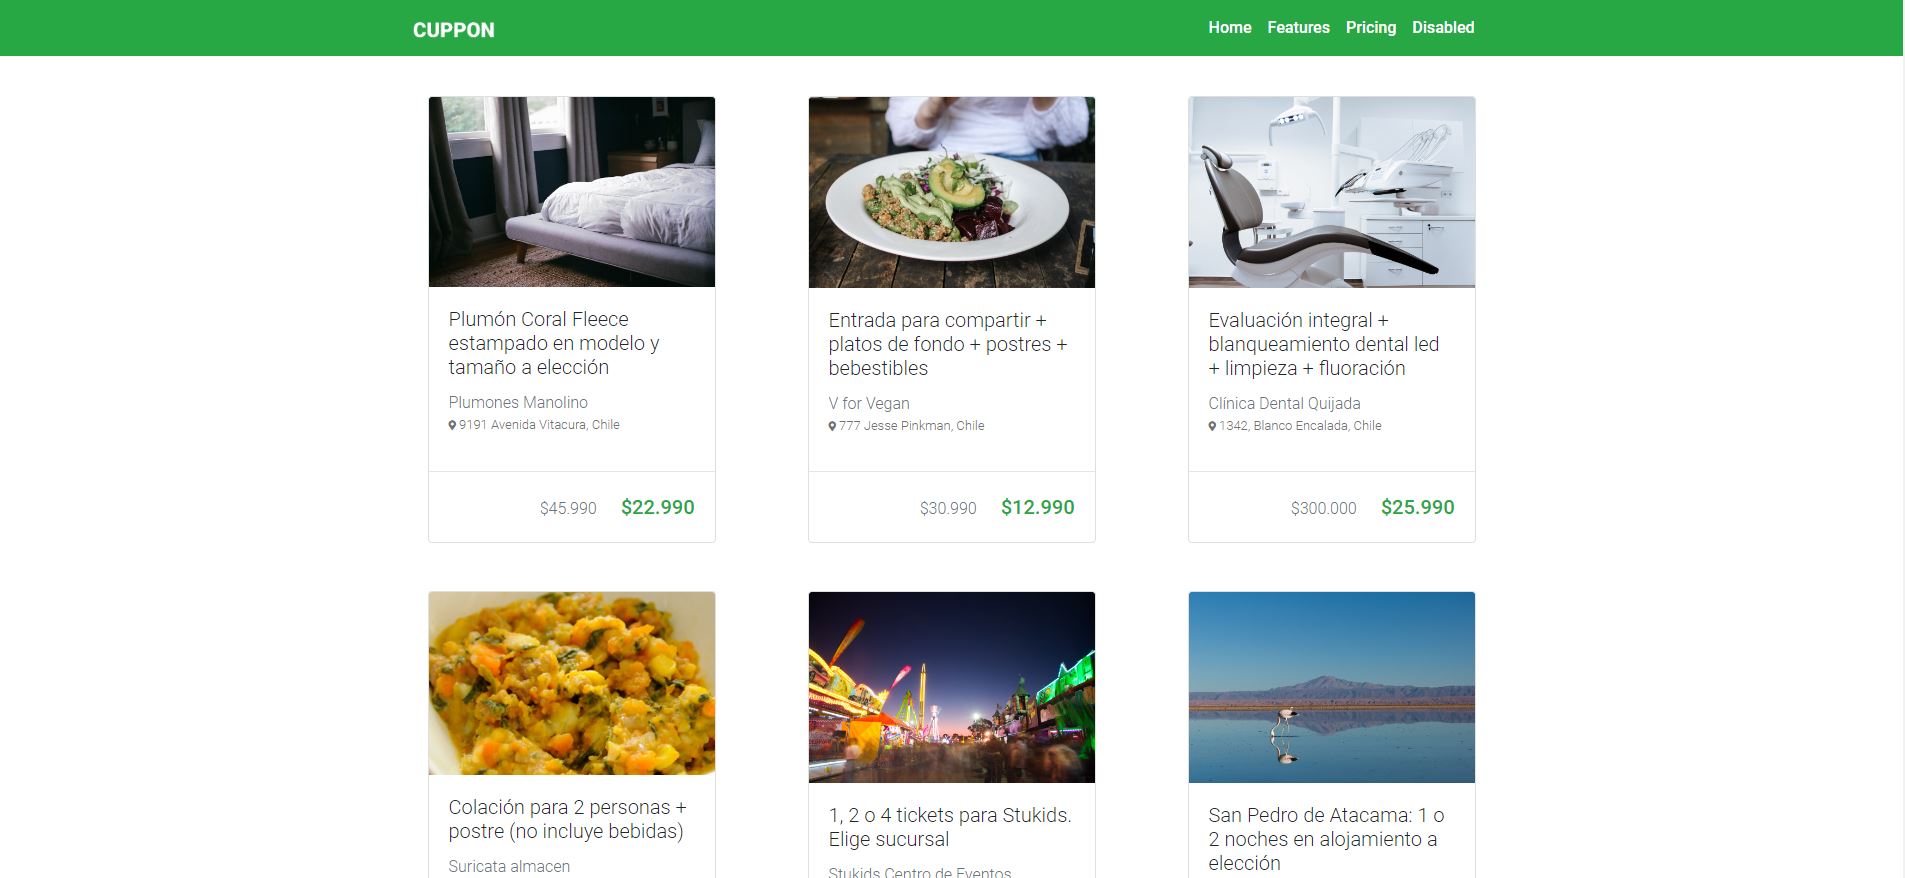 CUPPON
Home Features Pricing Disabled
Plumón Coral Fleece
estampado en modelo y
tamaño a elección
Plumones Manolino
9191 Avenida Vitacura, Chile
$45.990 $22.990
Entrada para compartir +
platos de fondo + postres +
bebestibles
V for Vegan
777 Jesse Pinkman, Chile
$30.990 $12.990
Evaluación integral +
blanqueamiento dental led
+ limpieza + fluoración
Clínica Dental Quijada
1342, Blanco Encalada, Chile
$300.000 $25.990
Colación para 2 personas +
postre (no incluye bebidas)
Suricata almacen
1, 2 o 4 tickets para Stukids.
Elige sucursal
Stukids Centro de Eventos
San Pedro de Atacama: 1 o
2 noches en alojamiento a
elección